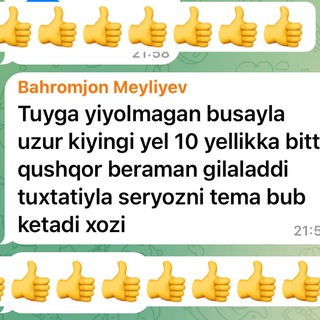 21:58
Bahromjon Meyliyev
Tuyga yiyolmagan busayla
uzur kiyingi yel 10 yellikka bitt
qushqor beraman gilaladdi
tuxtatiyla seryozni tema bub
ketadi xozi
21:5